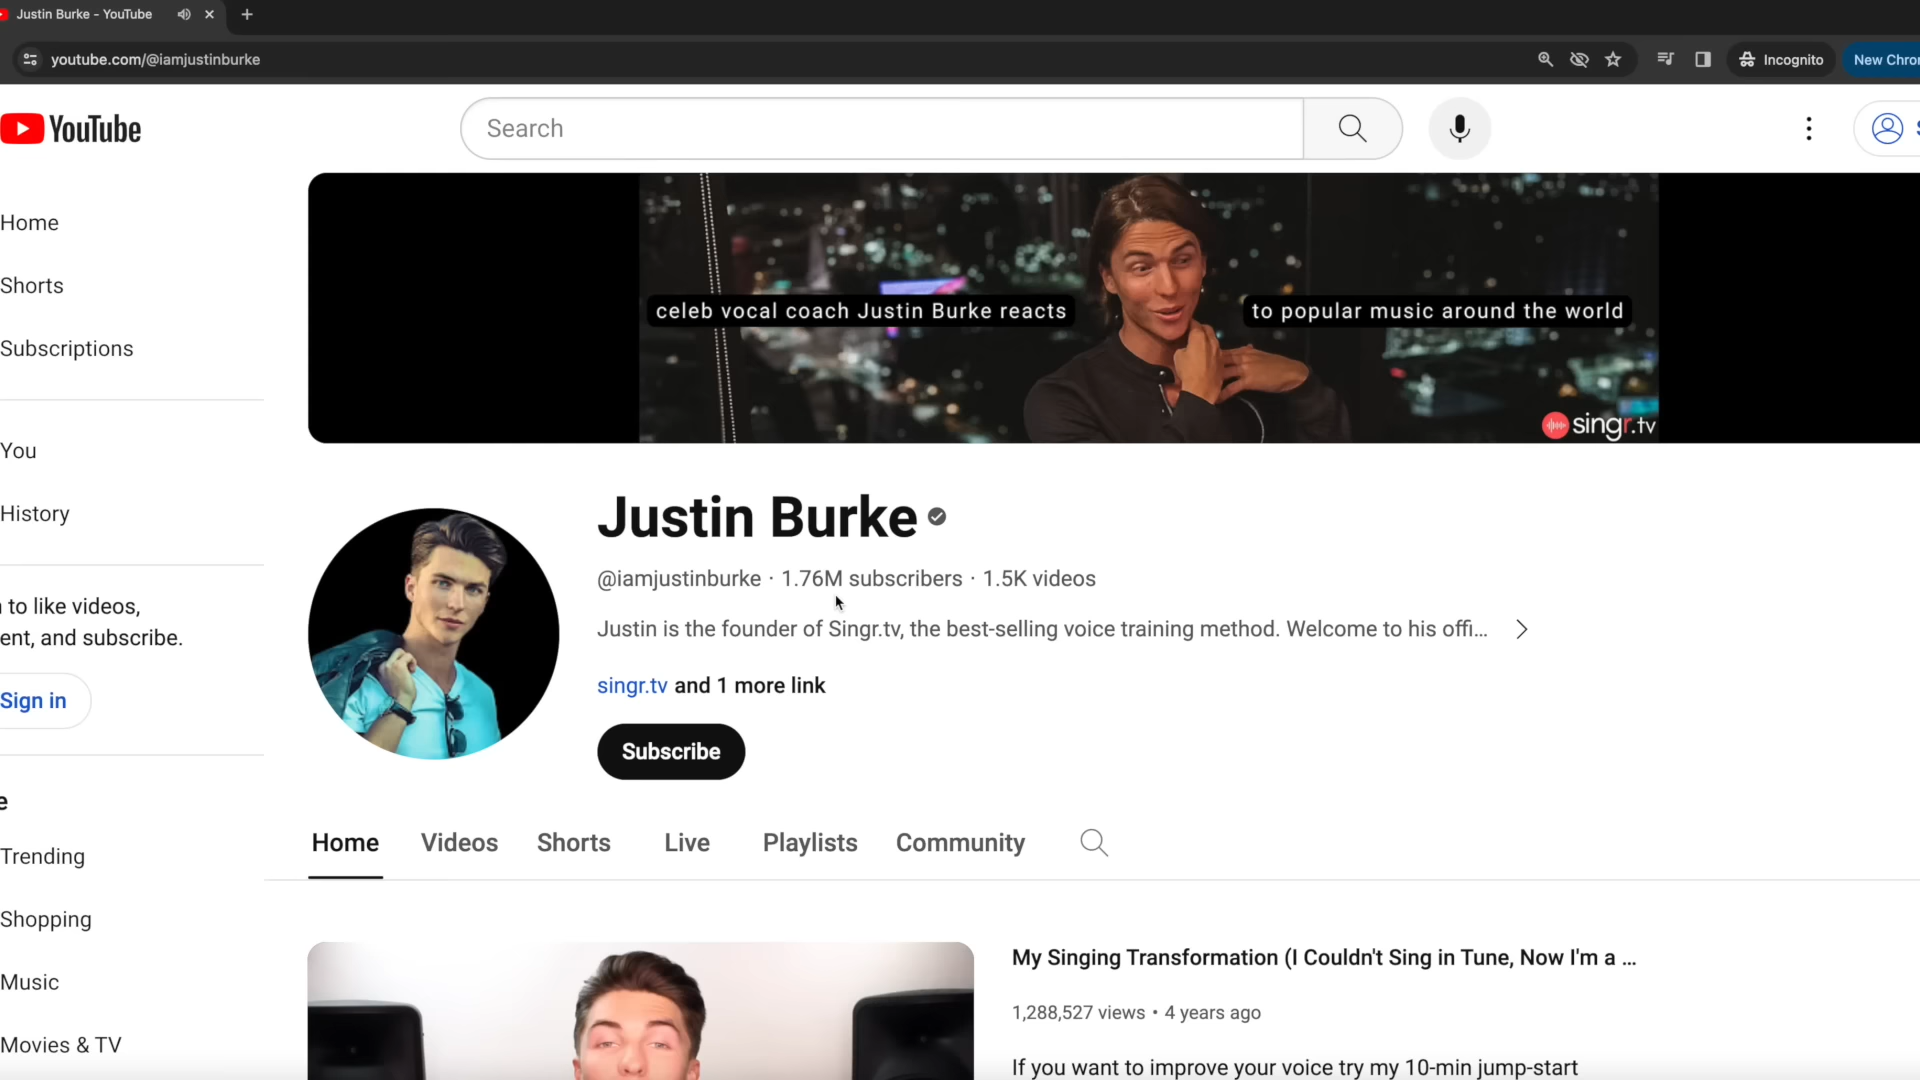 Justin Burke - YouTube
youtube.com/@iamjustinburke
Incognito
New Chro
YouTube
Search
Home
Shorts
Subscriptions
You
History
to like videos,
ent, and subscribe.
Sign in
e
Trending
Shopping
Music
Movies & TV
celeb vocal coach Justin Burke reacts
to popular music around the world
singr.tv
Justin Burke
@iamjustinburke · 1.76M subscribers · 1.5K videos
Justin is the founder of Singr.tv, the best-selling voice training method. Welcome to his offi...
singr.tv and 1 more link
Subscribe
Home Videos Shorts Live Playlists Community
My Singing Transformation (I Couldn't Sing in Tune, Now I'm a ...
1,288,527 views • 4 years ago
If you want to improve your voice try my 10-min jump-start